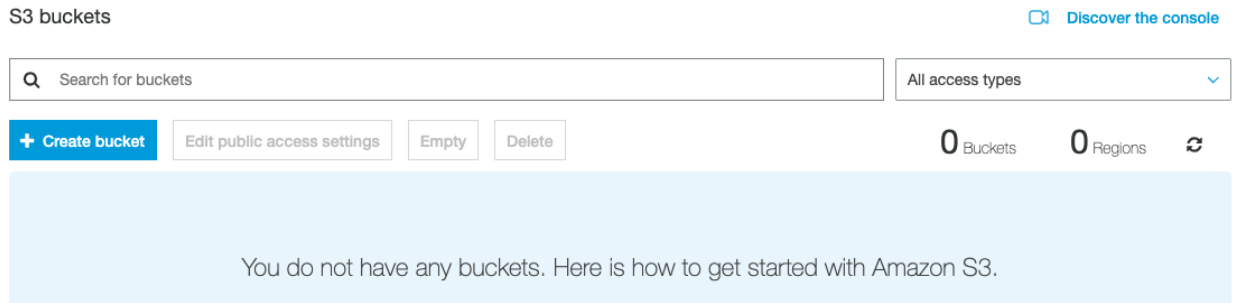 S3 buckets
Discover the console
Search for buckets
All access types
Create bucket
Edit public access settings
Empty
Delete
0 Buckets
0 Regions
You do not have any buckets. Here is how to get started with Amazon S3.